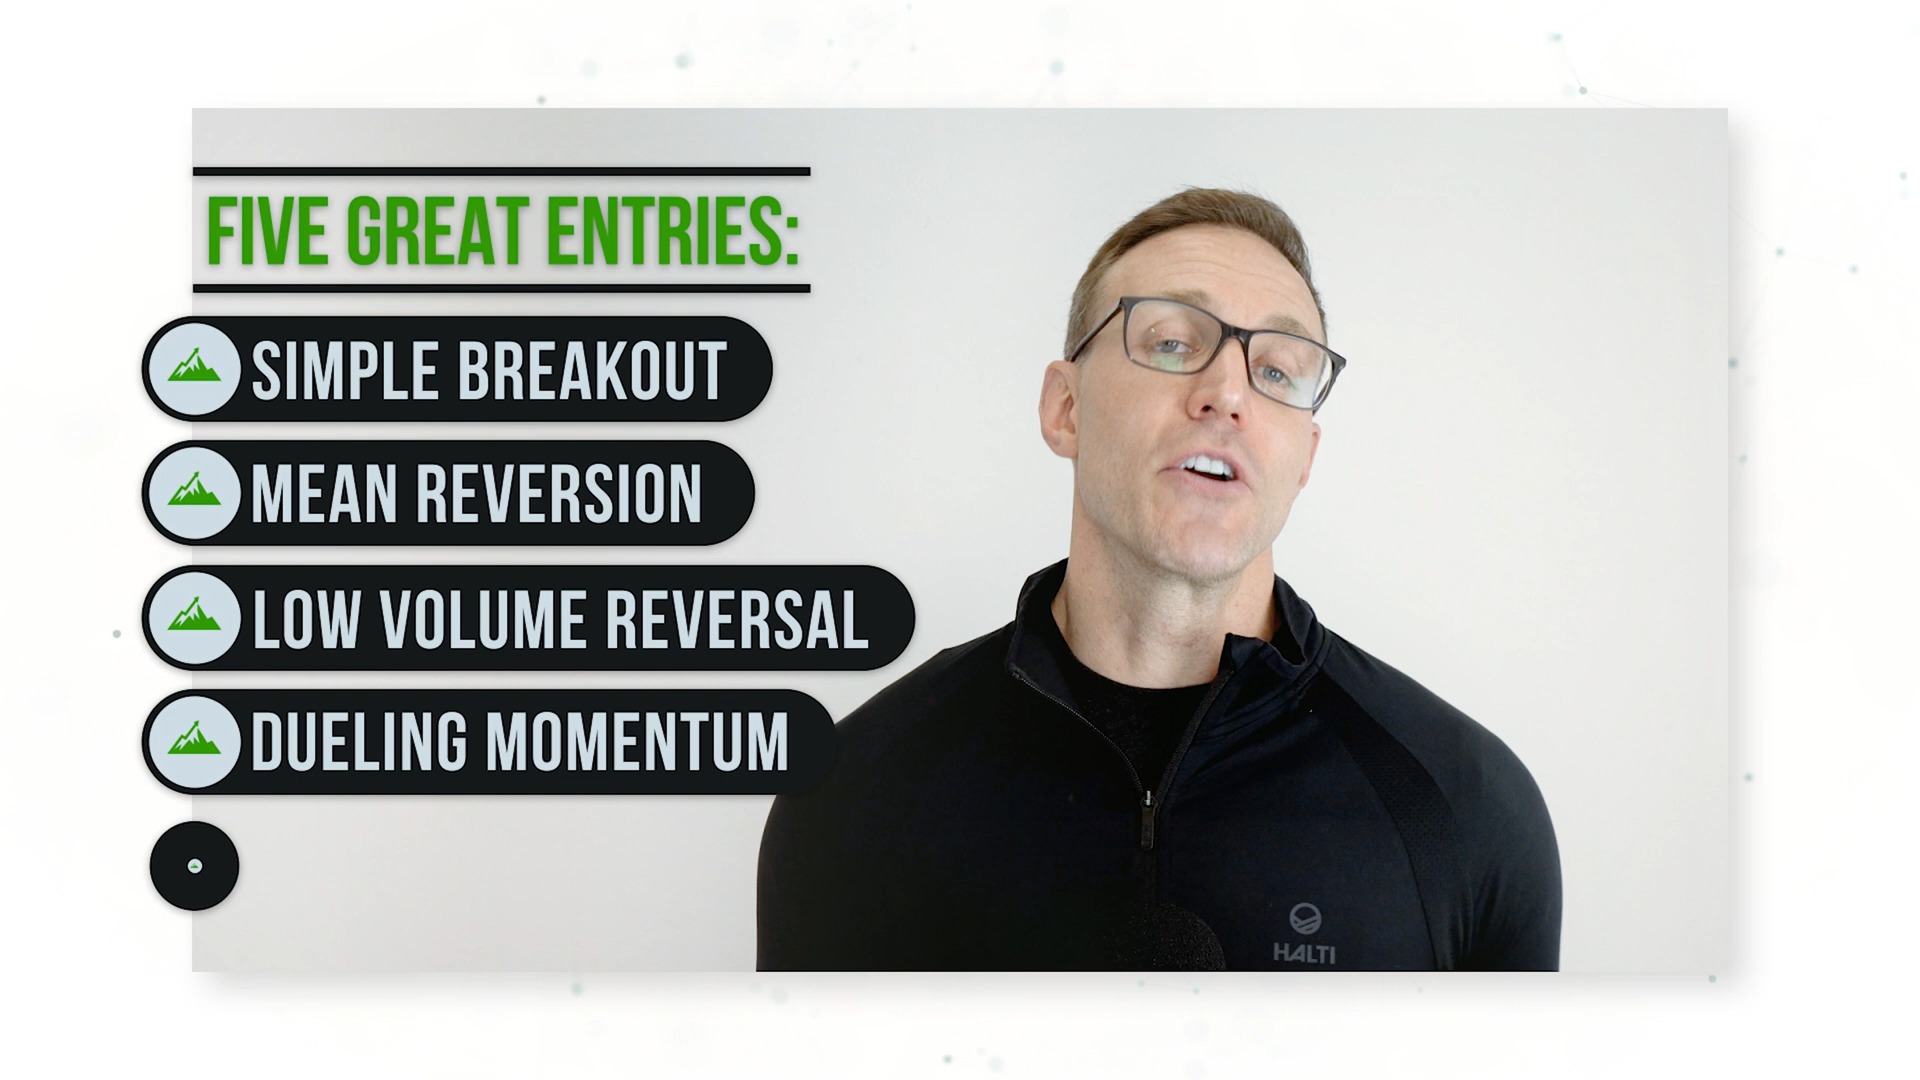 FIVE GREAT ENTRIES:
SIMPLE BREAKOUT
MEAN REVERSION
LOW VOLUME REVERSAL
DUELING MOMENTUM
HALTI